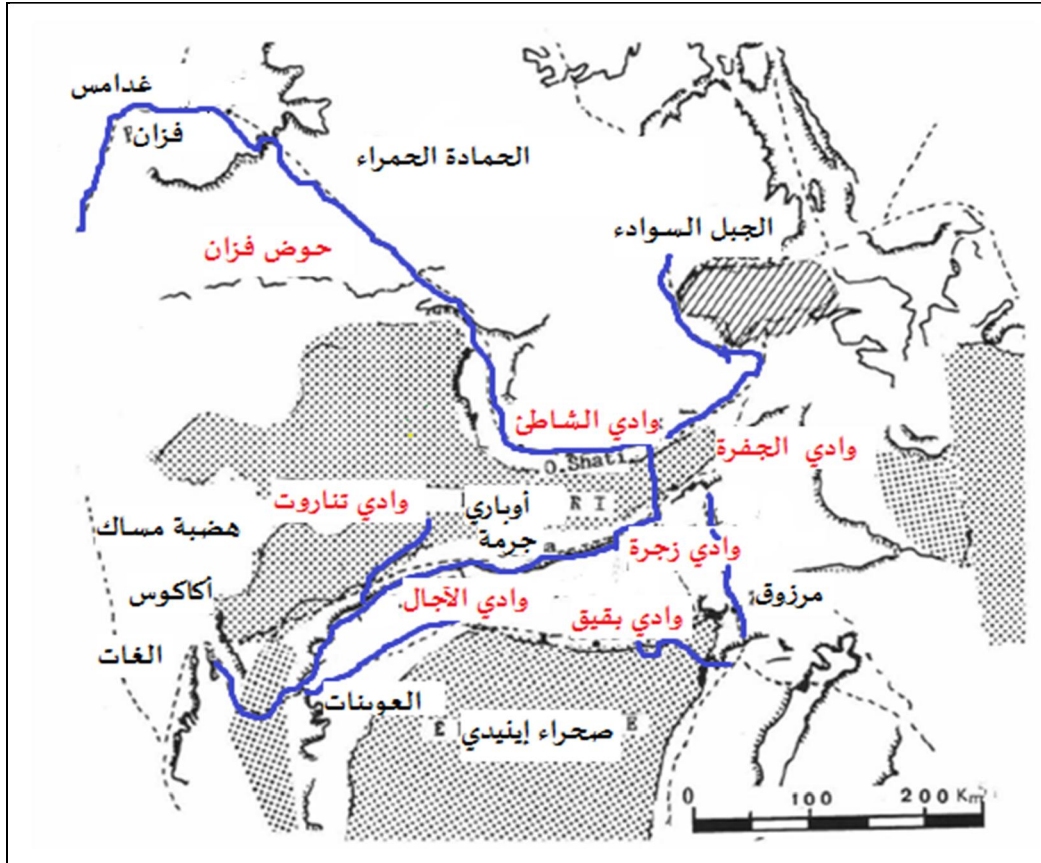 غدامس
فزان؟
الحمادة الحمراء
الجبل السوادء
حوض فزان
وادي الشاطئ
وادي الجفرة
O.Shati
وادي تناروت
أوباري
R I
هضبة مساك
جرمة
a
وادي زجرة
أكاكوس
وادي الآجال
وادي بقيق
مرزوق
الغات
العوينات
E صحراء إينيدي E
0 100 200 Km